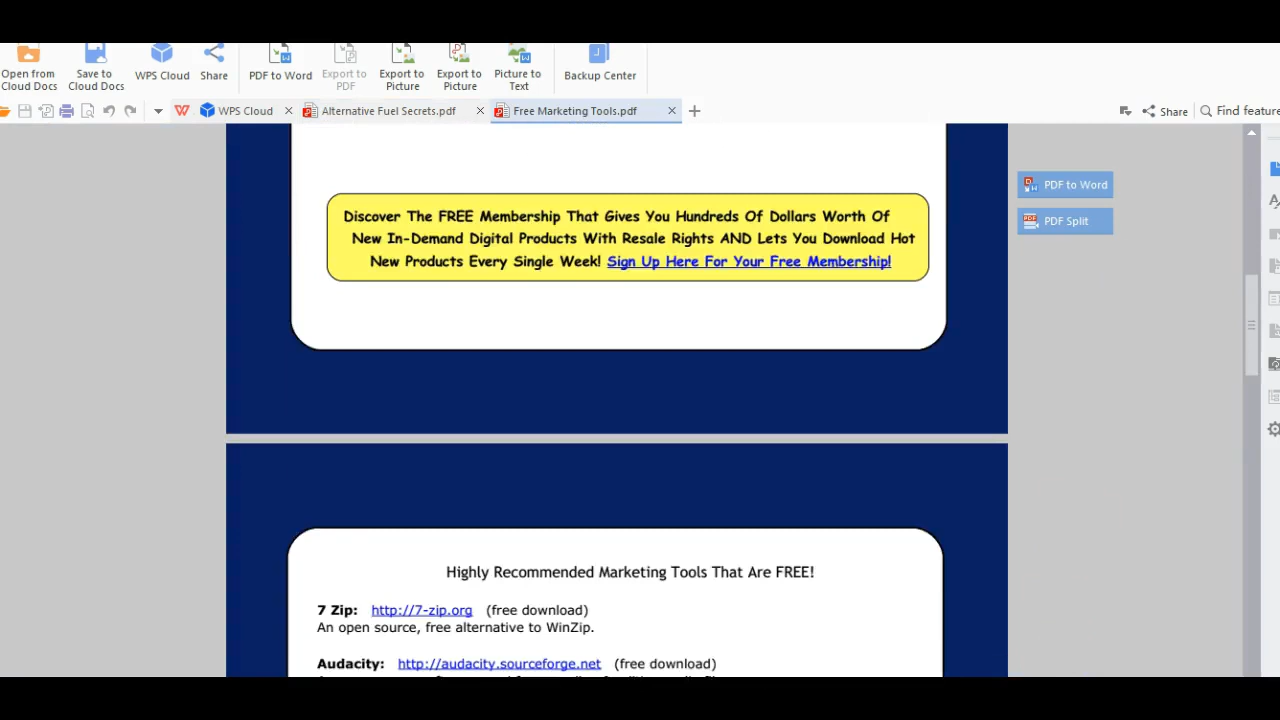 Open from
Cloud Docs
Save to
Cloud Docs
WPS Cloud
Share
PDF to Word
Export to
PDF
Export to
Picture
Export to
Picture
Picture to
Text
Backup Center
WPS Cloud
Alternative Fuel Secrets.pdf
Free Marketing Tools.pdf
Share
Find feature
PDF to Word
PDF Split
Discover The FREE Membership That Gives You Hundreds Of Dollars Worth Of
New In-Demand Digital Products With Resale Rights AND Lets You Download Hot
New Products Every Single Week! Sign Up Here For Your Free Membership!
Highly Recommended Marketing Tools That Are FREE!
7 Zip: http://7-zip.org (free download)
An open source, free alternative to WinZip.
Audacity: http://audacity.sourceforge.net (free download)